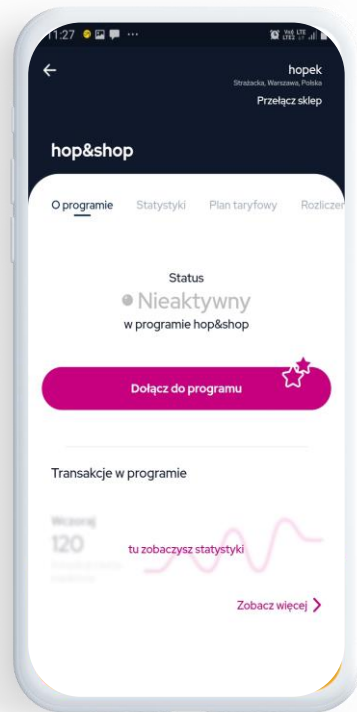 11:27
hopek
Strażacka, Warszawa, Polska
Przełącz sklep
hop&shop
O programie Statystyki Plan taryfowy Rozliczen
Status
Nieaktywny
w programie hop&shop
Dołącz do programu
Transakcje w programie
Wczoraj
120
tu zobaczysz statystyki
Zobacz więcej